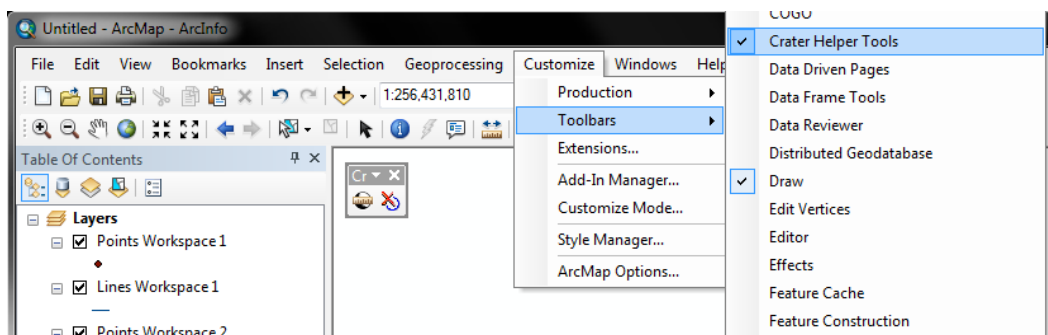 Untitled - ArcMap - ArcInfo
File Edit View Bookmarks Insert Selection Geoprocessing Customize Windows Help
1:256,431,810
Table Of Contents
Layers
Points Workspace 1
Lines Workspace 1
Points Workspace 2
Cr
Production
Toolbars
Extensions...
Add-In Manager...
Customize Mode...
Style Manager...
ArcMap Options...
COGO
Crater Helper Tools
Data Driven Pages
Data Frame Tools
Data Reviewer
Distributed Geodatabase
Draw
Edit Vertices
Editor
Effects
Feature Cache
Feature Construction